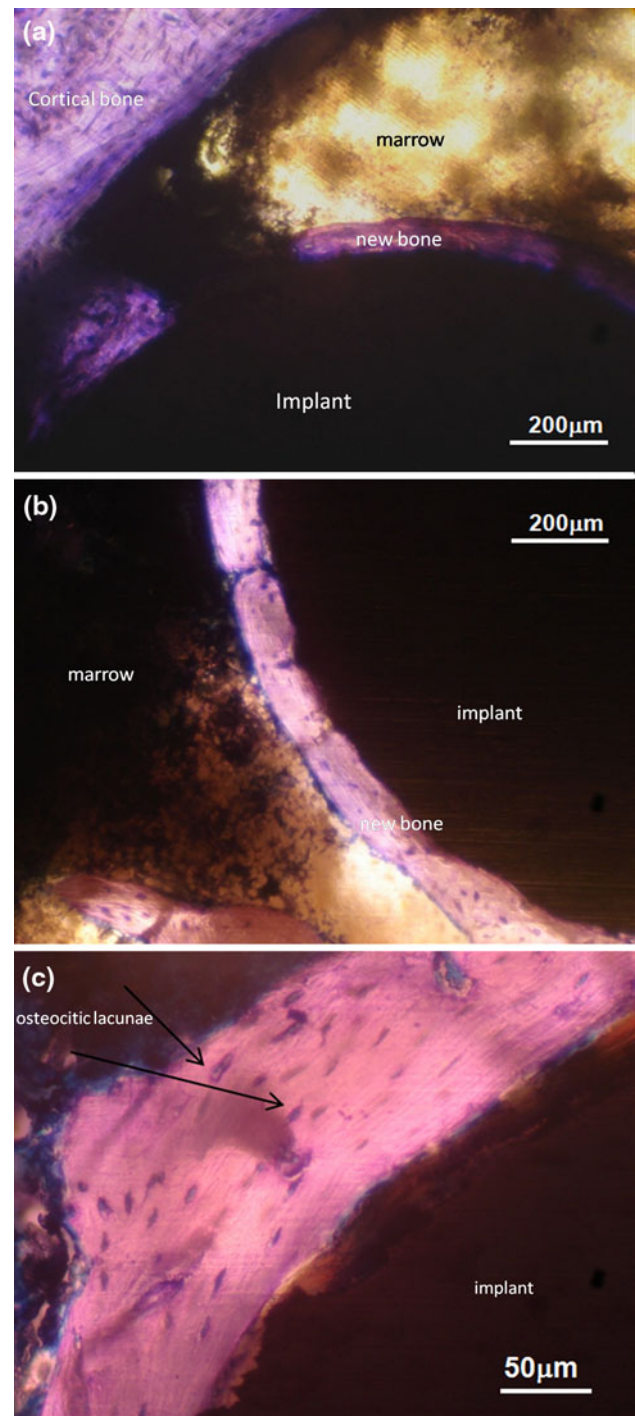 (a)
Cortical bone
marrow
new bone
Implant
200µm
(b)
200µm
marrow
implant
new bone
(c)
osteocitic lacunae
implant
50µm